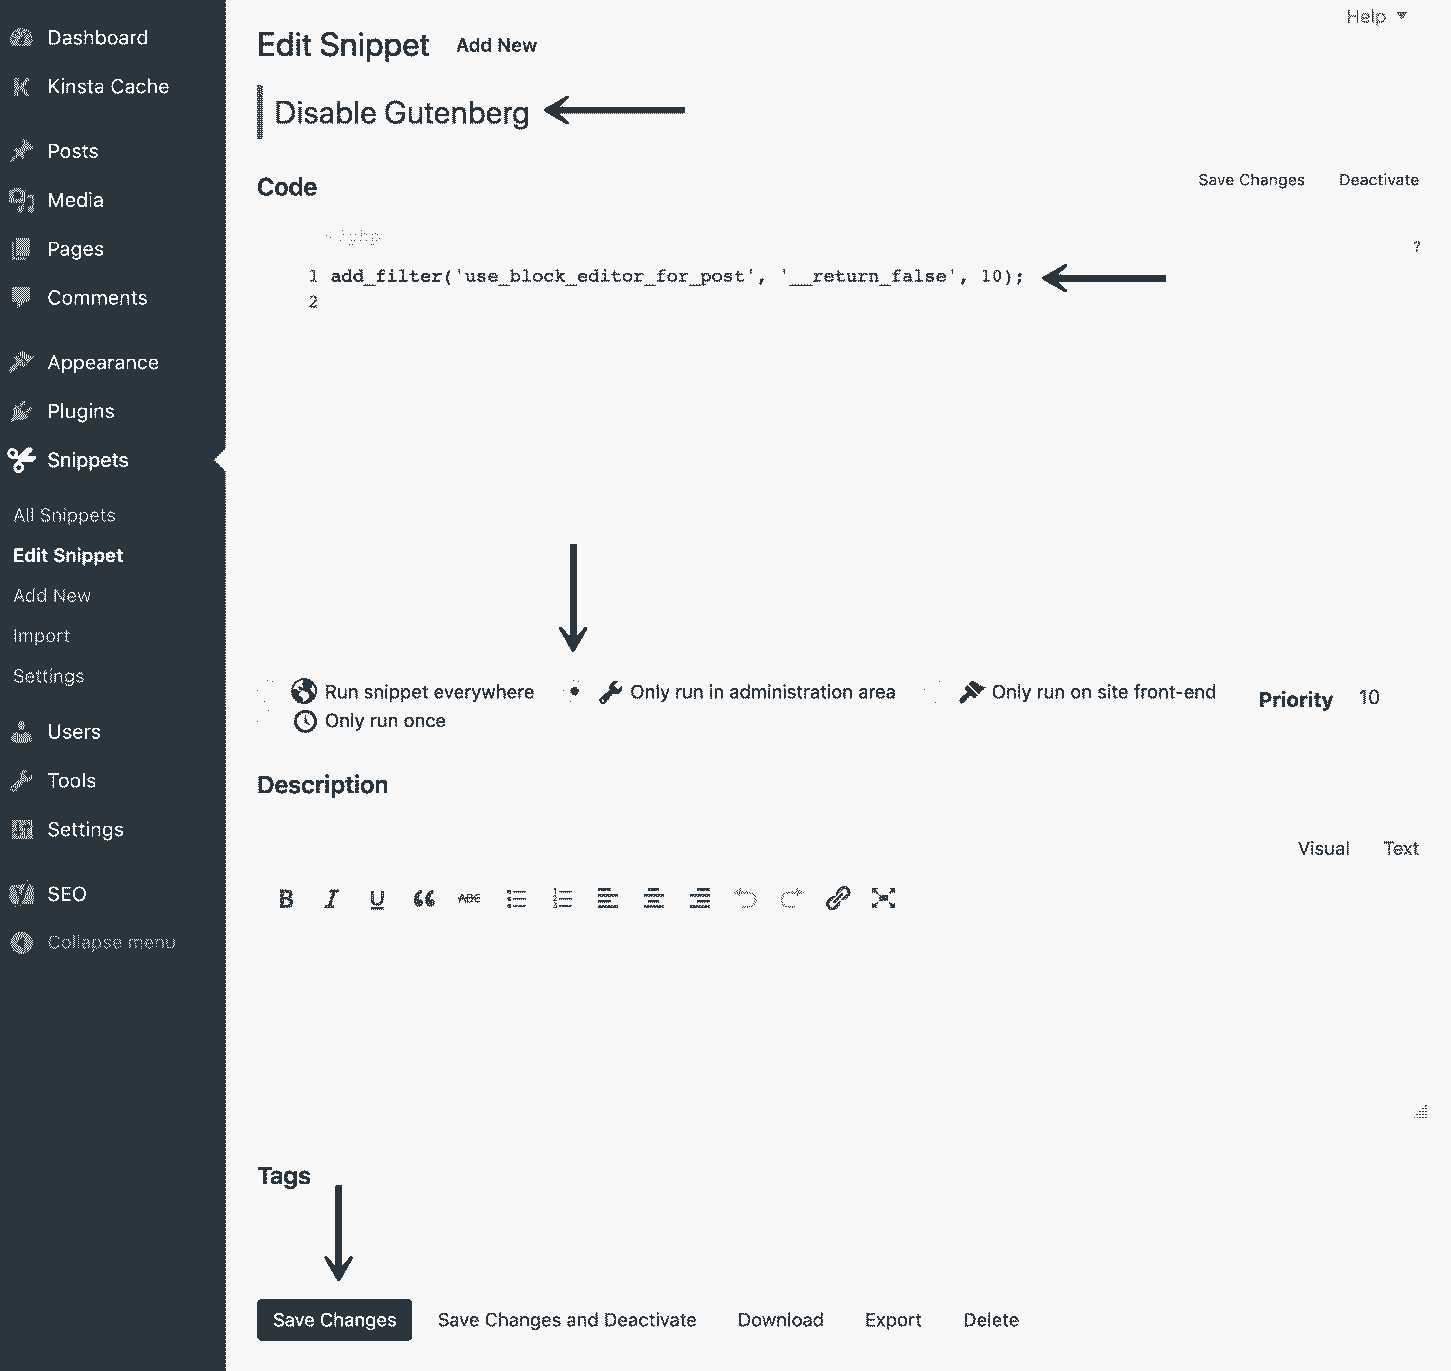 Dashboard
Kinsta Cache
Posts
Media
Pages
Comments
Appearance
Plugins
Snippets
All Snippets
Edit Snippet
Add New
Import
Settings
Users
Tools
Settings
SEO
Collapse menu
Help
Edit Snippet Add New
Disable Gutenberg
Code
Save Changes Deactivate
?
1 add_filter('use_block_editor_for_post', '__return_false', 10);
2
Run snippet everywhere Only run in administration area Only run on site front-end Priority 10
Only run once
Description
Visual Text
B I U ABC
Tags
Save Changes Save Changes and Deactivate Download Export Delete